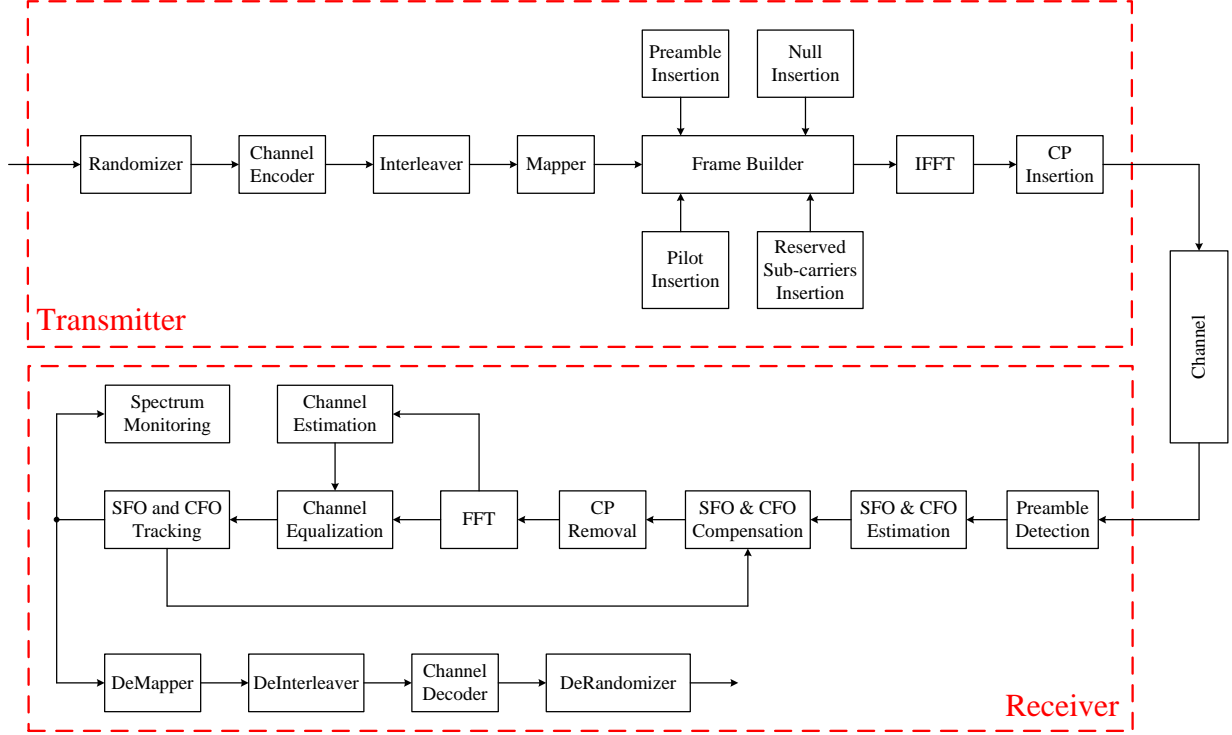 Preamble
Insertion
Null
Insertion
Randomizer
Channel
Encoder
Interleaver
Mapper
Frame Builder
IFFT
CP
Insertion
Pilot
Insertion
Reserved
Sub-carriers
Insertion
Transmitter
Channel
Spectrum
Monitoring
Channel
Estimation
SFO and CFO
Tracking
Channel
Equalization
FFT
CP
Removal
SFO & CFO
Compensation
SFO & CFO
Estimation
Preamble
Detection
DeMapper
DeInterleaver
Channel
Decoder
DeRandomizer
Receiver